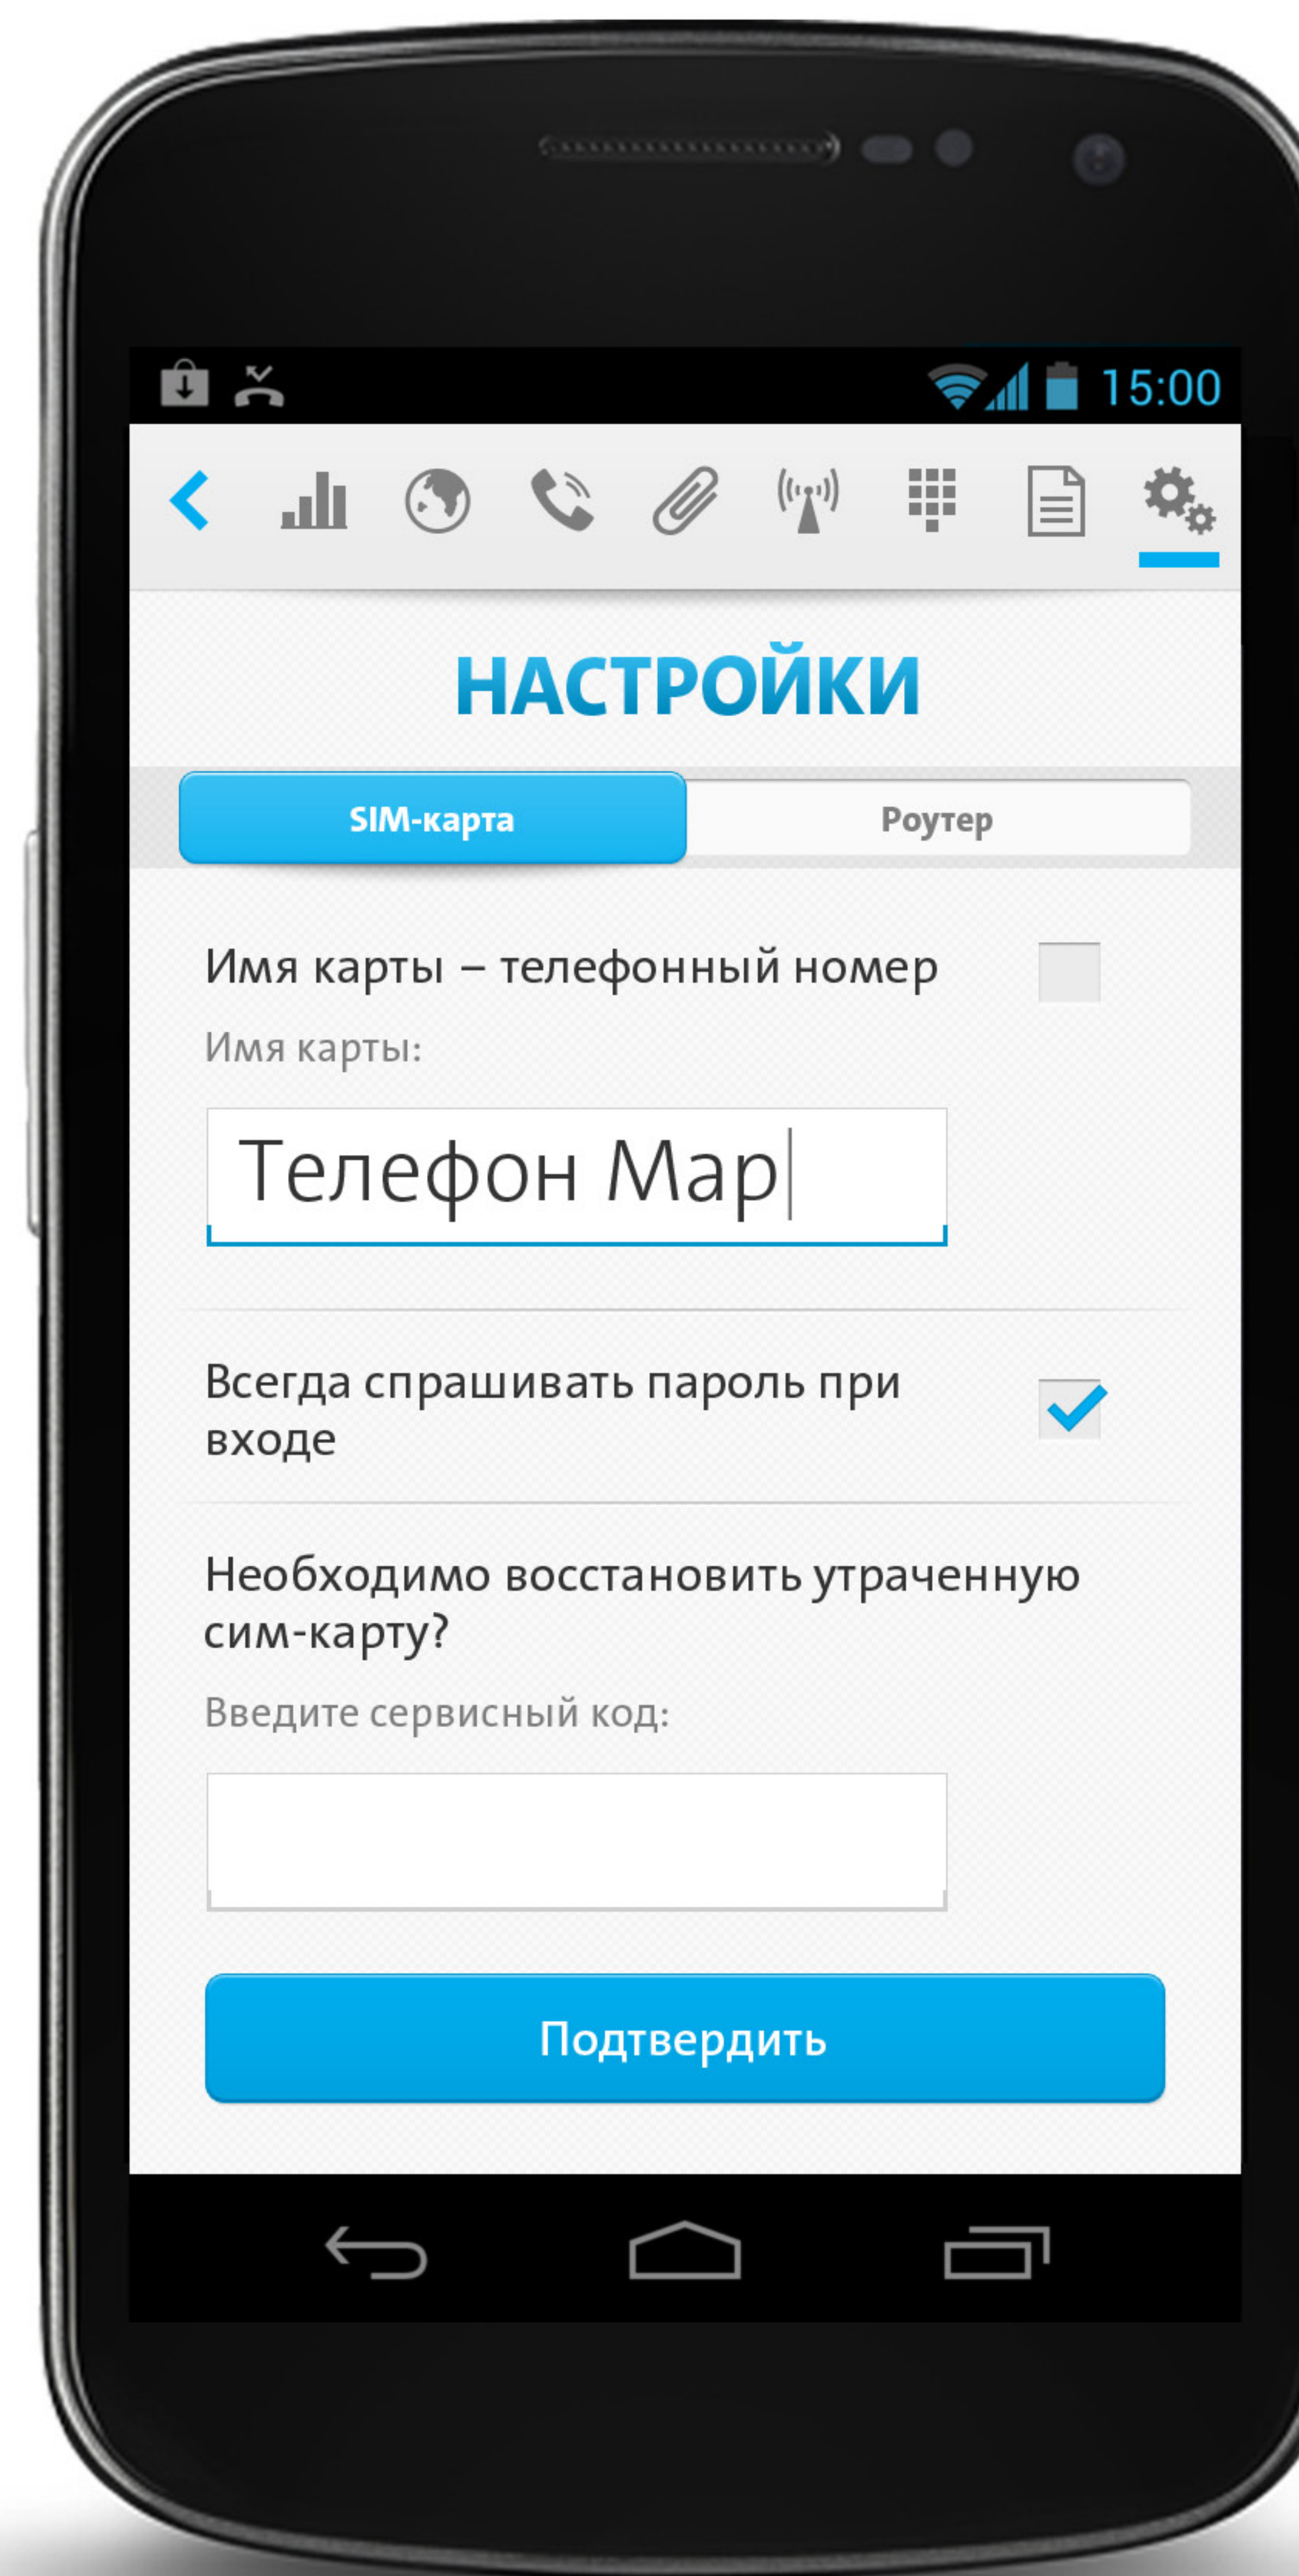 15:00
НАСТРОЙКИ
SIM-карта
Роутер
Имя карты – телефонный номер
Имя карты:
Телефон Мар
Всегда спрашивать пароль при
входе
Необходимо восстановить утраченную
сим-карту?
Введите сервисный код:
Подтвердить